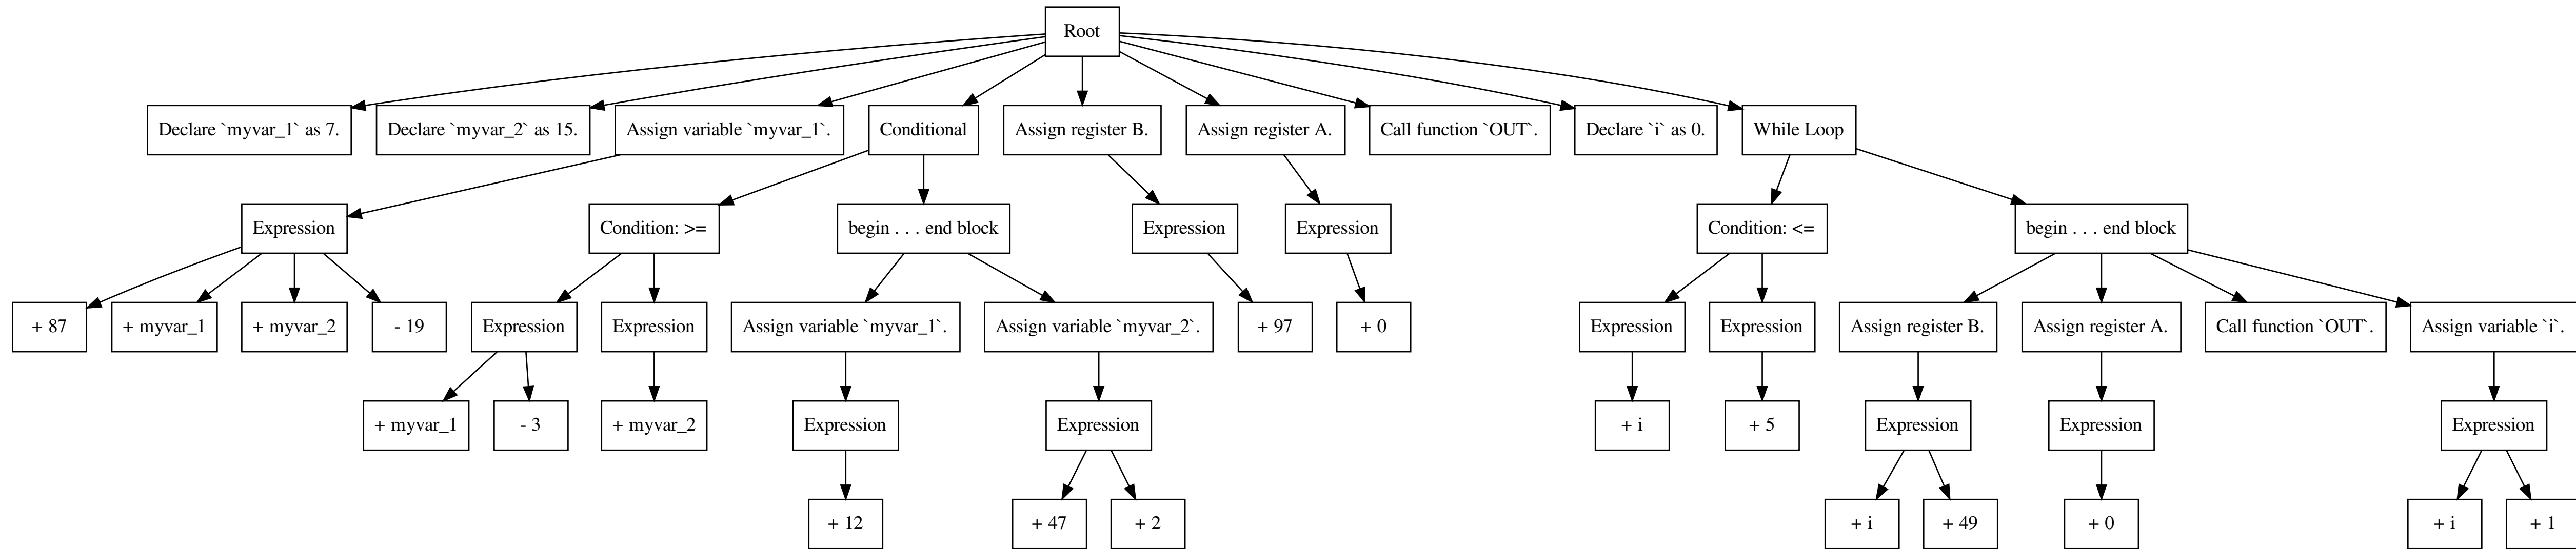 Root
Declare `myvar_1` as 7.
Declare `myvar_2` as 15.
Assign variable `myvar_1`.
Conditional
Assign register B.
Assign register A.
Call function `OUT`.
Declare `i` as 0.
While Loop
Expression
Condition: >=
begin . . . end block
Expression
Expression
Condition: <=
begin . . . end block
+ 87
+ myvar_1
+ myvar_2
- 19
Expression
Expression
Assign variable `myvar_1`.
Assign variable `myvar_2`.
+ 97
+ 0
Expression
Expression
Assign register B.
Assign register A.
Call function `OUT`.
Assign variable `i`.
+ myvar_1
- 3
+ myvar_2
Expression
Expression
+ i
+ 5
Expression
Expression
Expression
+ 12
+ 47
+ 2
+ i
+ 49
+ 0
+ i
+ 1